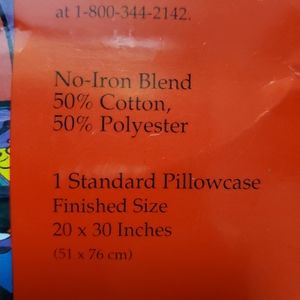 at 1-800-344-2142.
No-Iron Blend
50% Cotton,
50% Polyester
1 Standard Pillowcase
Finished Size
20 x 30 Inches
(51 x 76 cm)